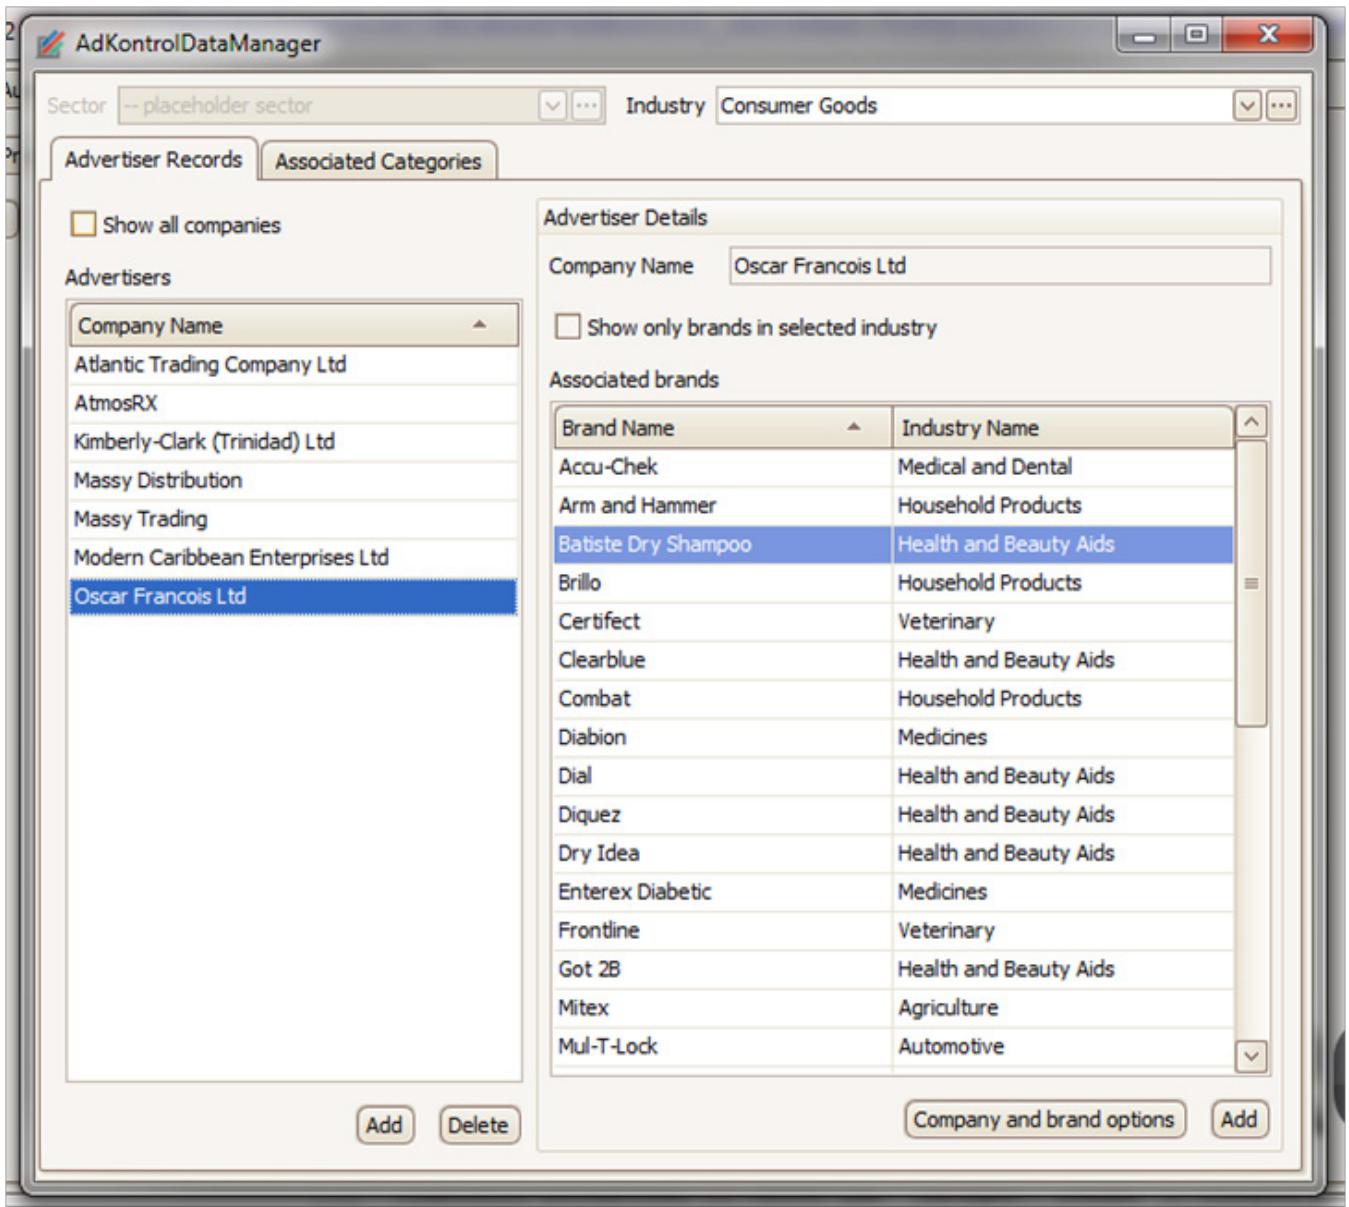 2
AdKontrolDataManager
Sector -- placeholder sector Industry Consumer Goods
Advertiser Records Associated Categories
Show all companies
Advertisers
Company Name
Atlantic Trading Company Ltd
AtmosRX
Kimberly-Clark (Trinidad) Ltd
Massy Distribution
Massy Trading
Modern Caribbean Enterprises Ltd
Oscar Francois Ltd
Add Delete
Advertiser Details
Company Name Oscar Francois Ltd
Show only brands in selected industry
Associated brands
Brand Name Industry Name
Accu-Chek Medical and Dental
Arm and Hammer Household Products
Batiste Dry Shampoo Health and Beauty Aids
Brillo Household Products
Certifect Veterinary
Clearblue Health and Beauty Aids
Combat Household Products
Diabion Medicines
Dial Health and Beauty Aids
Diquez Health and Beauty Aids
Dry Idea Health and Beauty Aids
Enterex Diabetic Medicines
Frontline Veterinary
Got 2B Health and Beauty Aids
Mitex Agriculture
Mul-T-Lock Automotive
Company and brand options Add